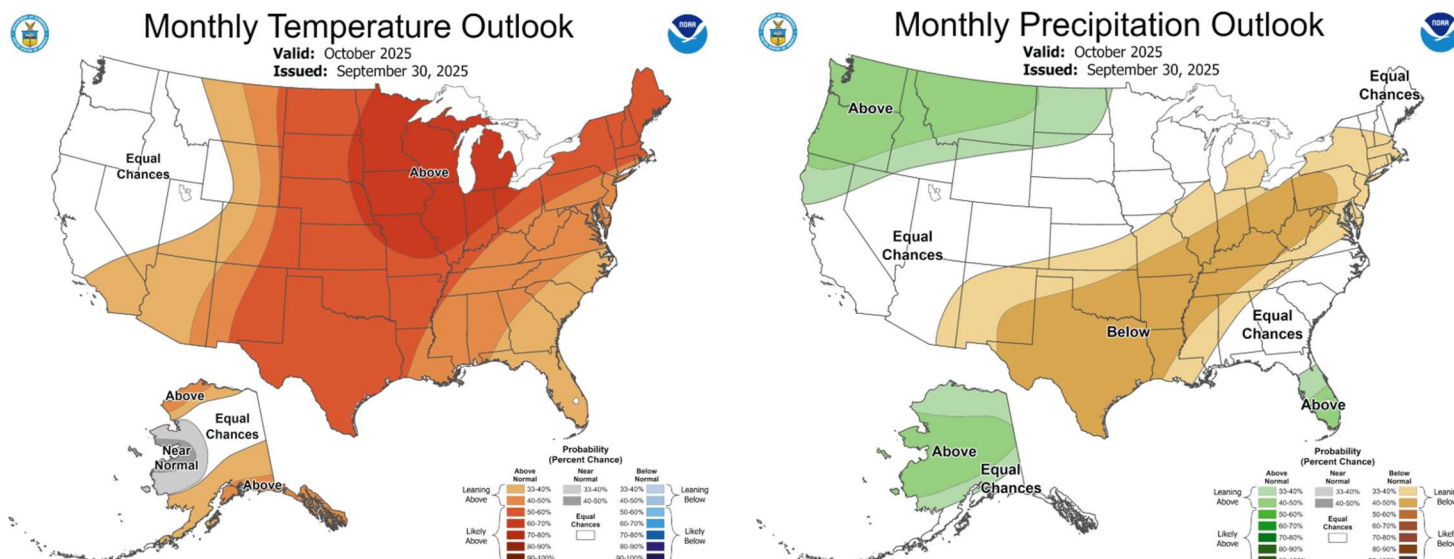 Monthly Temperature Outlook
Valid: October 2025
Issued: September 30, 2025
NOAA
Equal
Chances
Above
Above
Equal
Chances
Near
Normal
Above
Probability
(Percent Chance)
Above
Normal
Near
Normal
Below
Normal
Leaning
Above
33-40%
33-40%
33-40%
Leaning
Below
40-50%
40-50%
40-50%
50-60%
Equal
Chances
50-60%
Likely
Above
60-70%
60-70%
Likely
Below
70-80%
70-80%
80-90%
80-90%
90-100%
90-100%
Monthly Precipitation Outlook
Valid: October 2025
Issued: September 30, 2025
NOAA
Equal
Chances
Above
Equal
Chances
Below
Equal
Chances
Above
Above
Equal
Chances
Probability
(Percent Chance)
Above
Normal
Near
Normal
Below
Normal
Leaning
Above
33-40%
33-40%
33-40%
40-50%
40-50%
40-50%
50-60%
Equal
Chances
50-60%
Likely
Above
60-70%
60-70%
70-80%
70-80%
80-90%
80-90%